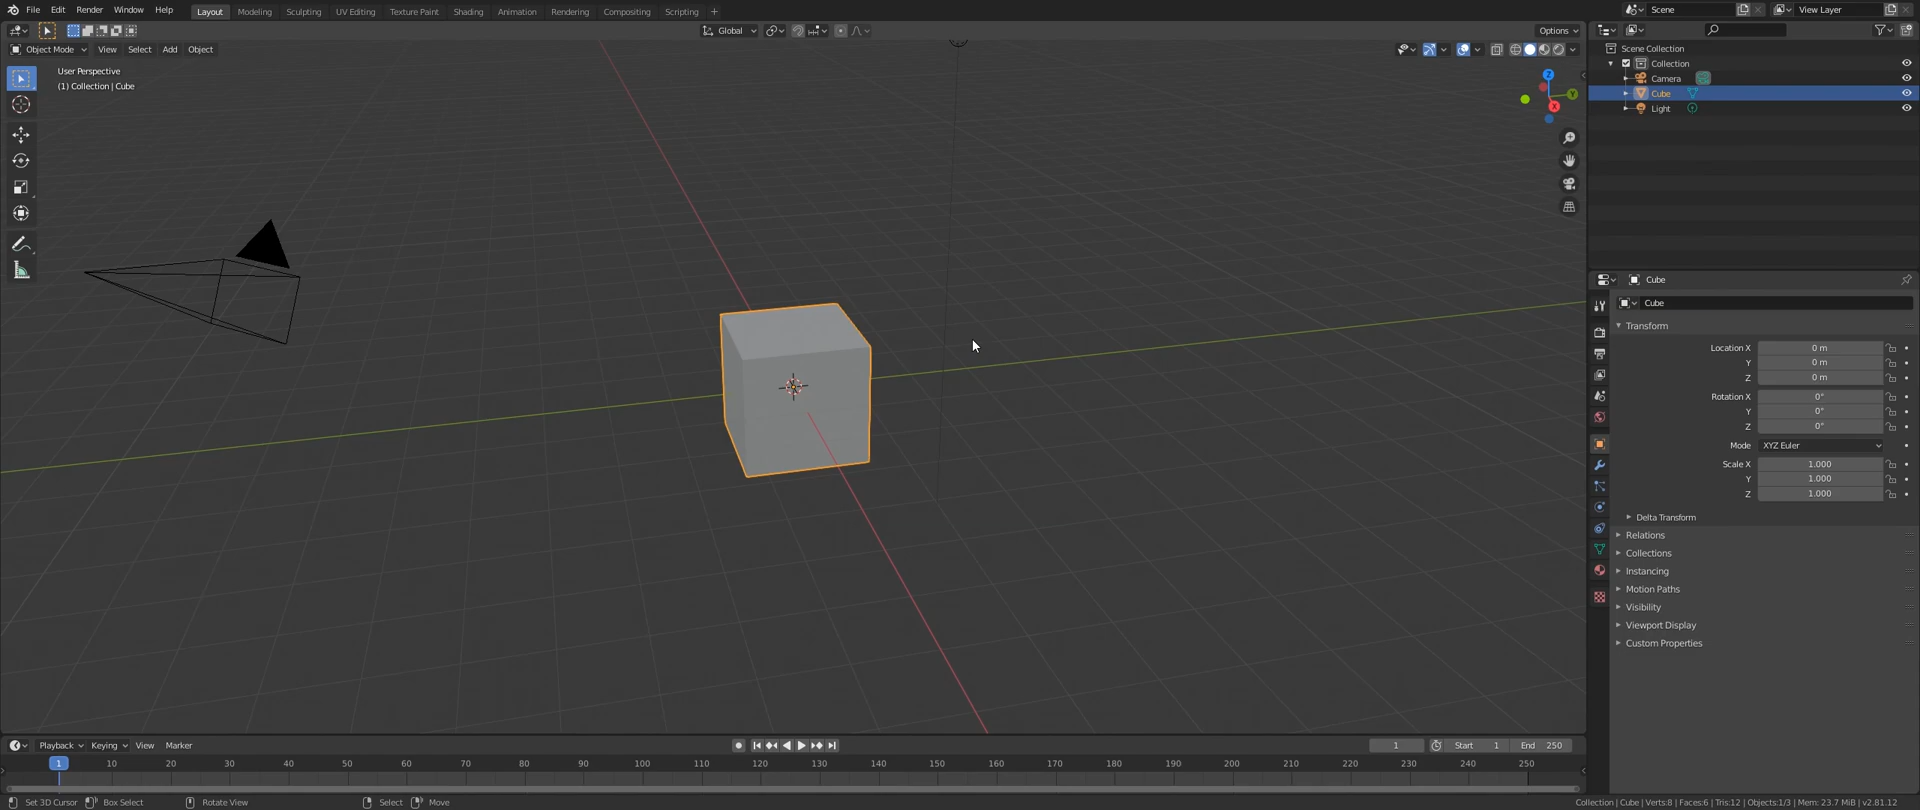 File Edit Render Window Help Layout Modeling Sculpting UV Editing Texture Paint Shading Animation Rendering Compositing Scripting + Scene View Layer
Global Options
Object Mode View Select Add Object
User Perspective
(1) Collection | Cube
Z
Y
X
Scene Collection
Collection
Camera
Cube
Light
Cube
Cube
Transform
Location X 0 m
Y 0 m
Z 0 m
Rotation X 0°
Y 0°
Z 0°
Mode XYZ Euler
Scale X 1.000
Y 1.000
Z 1.000
Delta Transform
Relations
Collections
Instancing
Motion Paths
Visibility
Viewport Display
Custom Properties
Playback Keying View Marker 1 Start 1 End 250
1 10 20 30 40 50 60 70 80 90 100 110 120 130 140 150 160 170 180 190 200 210 220 230 240 250
Set 3D Cursor Box Select Rotate View Select Move Collection | Cube | Verts:8 | Faces:6 | Tris:12 | Objects:1/3 | Mem: 23.7 MiB | v2.81.12